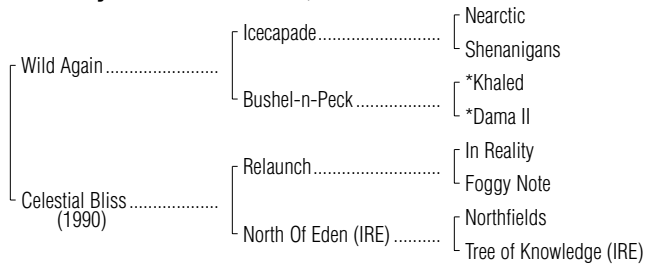 Nearctic
Icecapade
Shenanigans
Wild Again
*Khaled
Bushel-n-Peck
*Dama II
In Reality
Relaunch
Foggy Note
Celestial Bliss
(1990)
Northfields
North Of Eden (IRE)
Tree of Knowledge (IRE)